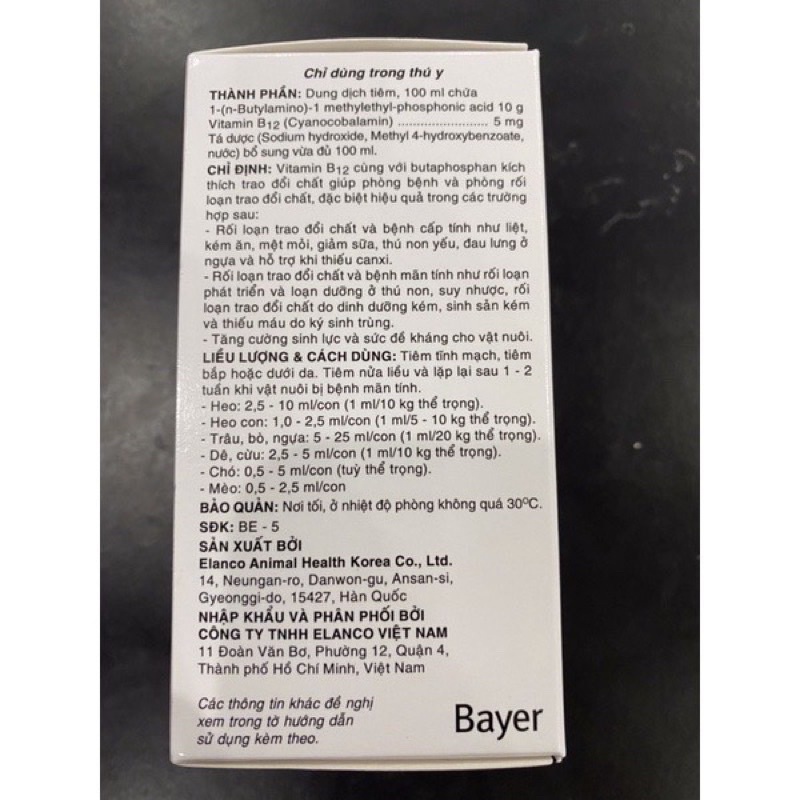 Chỉ dùng trong thú y
THÀNH PHẦN: Dung dịch tiêm, 100 ml chứa
1-(n-Butylamino)-1 methylethyl-phosphonic acid 10 g
Vitamin B12 (Cyanocobalamin) ........................ 5 mg
Tá dược (Sodium hydroxide, Methyl 4-hydroxybenzoate,
nước) bổ sung vừa đủ 100 ml.
CHỈ ĐỊNH: Vitamin B12 cùng với butaphosphan kích
thích trao đổi chất giúp phòng bệnh và phòng rối
loạn trao đổi chất, đặc biệt hiệu quả trong các trường
hợp sau:
- Rối loạn trao đổi chất và bệnh cấp tính như liệt,
kém ăn, mệt mỏi, giảm sữa, thú non yếu, đau lưng ở
ngựa và hỗ trợ khi thiếu canxi.
- Rối loạn trao đổi chất và bệnh mãn tính như rối loạn
phát triển và loạn dưỡng ở thú non, suy nhược, rối
loạn trao đổi chất do dinh dưỡng kém, sinh sản kém
và thiếu máu do ký sinh trùng.
- Tăng cường sinh lực và sức đề kháng cho vật nuôi.
LIỀU LƯỢNG & CÁCH DÙNG: Tiêm tĩnh mạch, tiêm
bắp hoặc dưới da. Tiêm nửa liều và lặp lại sau 1 - 2
tuần khi vật nuôi bị bệnh mãn tính.
- Heo: 2,5 - 10 ml/con (1 ml/10 kg thể trọng).
- Heo con: 1,0 - 2,5 ml/con (1 ml/5 - 10 kg thể trọng).
- Trâu, bò, ngựa: 5 - 25 ml/con (1 ml/20 kg thể trọng).
- Dê, cừu: 2,5 - 5 ml/con (1 ml/10 kg thể trọng).
- Chó: 0,5 - 5 ml/con (tuỳ thể trọng).
- Mèo: 0,5 - 2,5 ml/con
BẢO QUẢN: Nơi tối, ở nhiệt độ phòng không quá 30ºC.
SĐK: BE - 5
SẢN XUẤT BỞI
Elanco Animal Health Korea Co., Ltd.
14, Neungan-ro, Danwon-gu, Ansan-si,
Gyeonggi-do, 15427, Hàn Quốc
NHẬP KHẨU VÀ PHÂN PHỐI BỞI
CÔNG TY TNHH ELANCO VIỆT NAM
11 Đoàn Văn Bơ, Phường 12, Quận 4,
Thành phố Hồ Chí Minh, Việt Nam
Các thông tin khác đề nghị
xem trong tờ hướng dẫn
sử dụng kèm theo.
Bayer